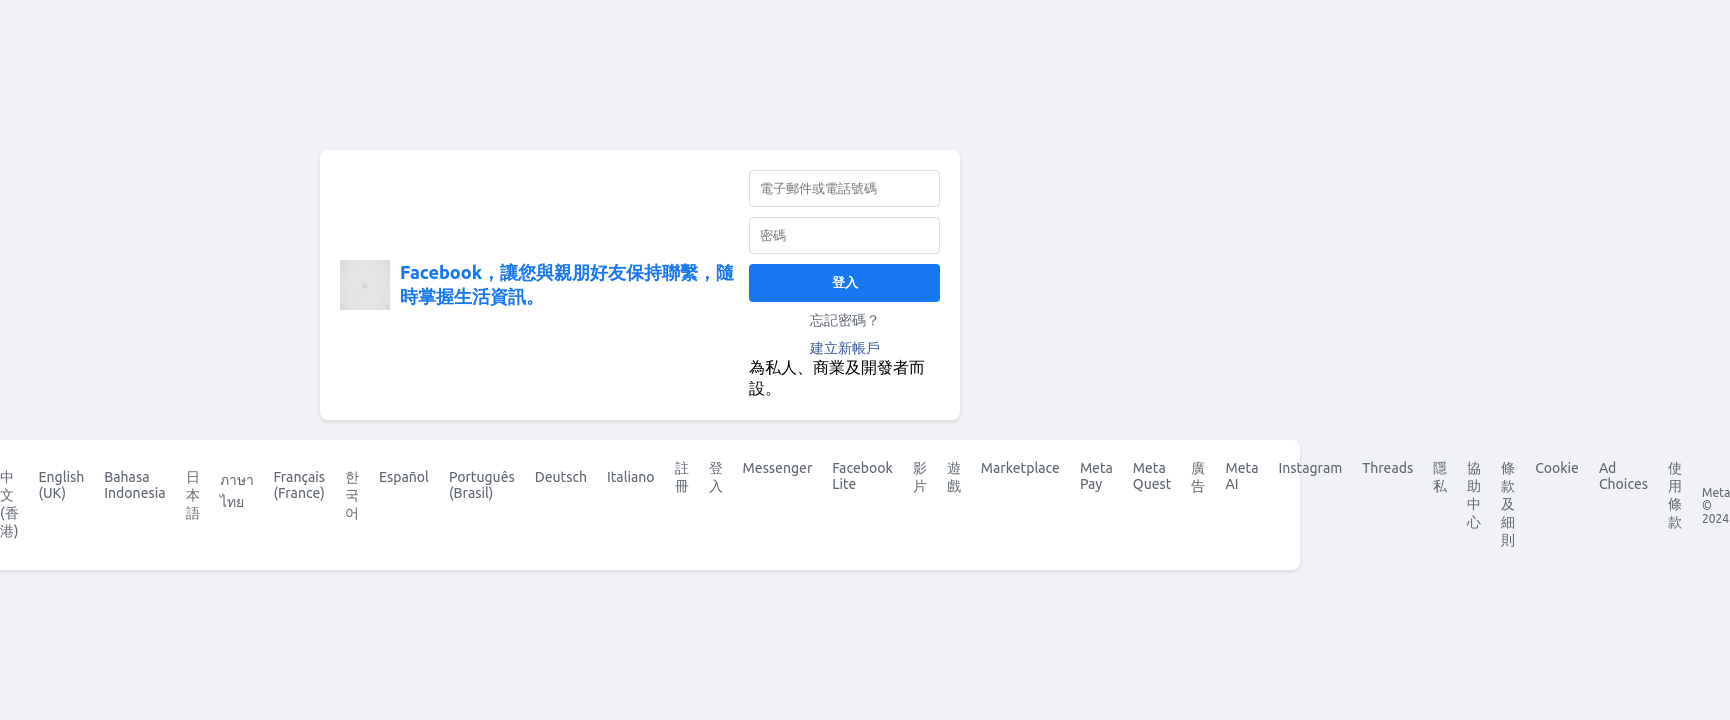 電子郵件或電話號碼
密碼
Facebook，讓您與親朋好友保持聯繫，隨
時掌握生活資訊。
登入
忘記密碼？
建立新帳戶
為私人、商業及開發者而
設。
中
文
(香
港)
English
(UK)
Bahasa
Indonesia
日
本
語
ภาษา
ไทย
Français
(France)
한
국
어
Español
Português
(Brasil)
Deutsch
Italiano
註
冊
登
入
Messenger
Facebook
Lite
影
片
遊
戲
Marketplace
Meta
Pay
Meta
Quest
廣
告
Meta
AI
Instagram
Threads
隱
私
協
助
中
心
條
款
及
細
則
Cookie
Ad
Choices
使
用
條
款
Meta
©
2024